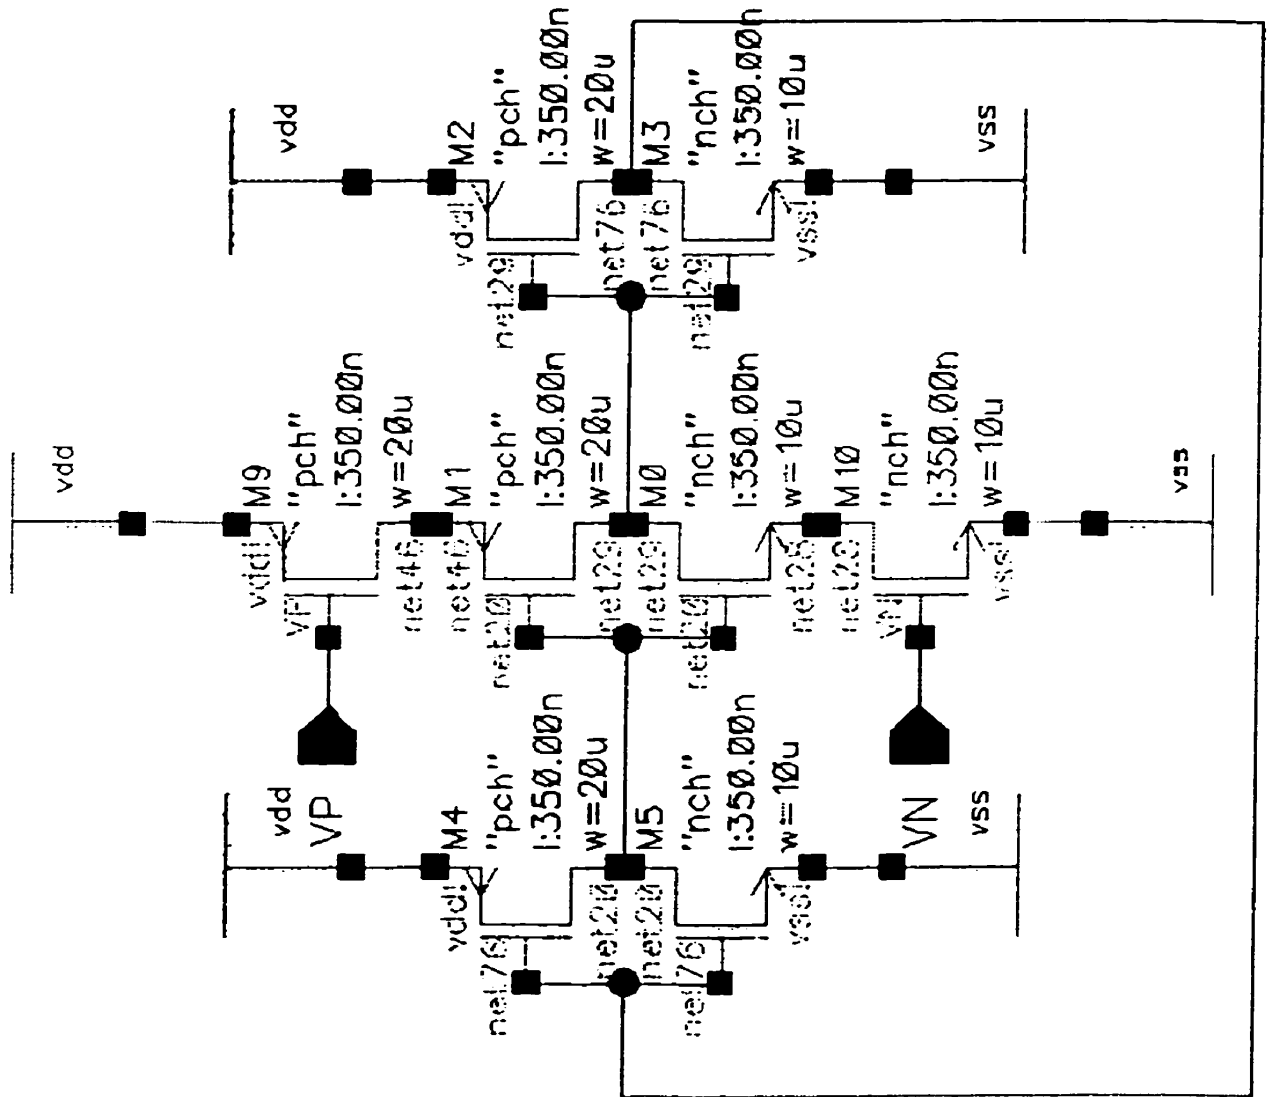 vdd
M9
"pch"
l:350.00n
w=20u
vdd!
VP
net46
M1
"pch"
l:350.00n
w=20u
net46
net20
net29
M0
"nch"
l:350.00n
w=10u
net29
net20
net28
M10
"nch"
l:350.00n
w=10u
net28
VN
vss!
vss
vdd
M2
"pch"
l:350.00n
w=20u
vdd!
net29
net76
M3
"nch"
l:350.00n
w=10u
net76
net29
vss!
vss
vdd
VP
M4
"pch"
l:350.00n
w=20u
vdd!
net76
net20
M5
"nch"
l:350.00n
w=10u
net20
net76
vss!
VN
vss